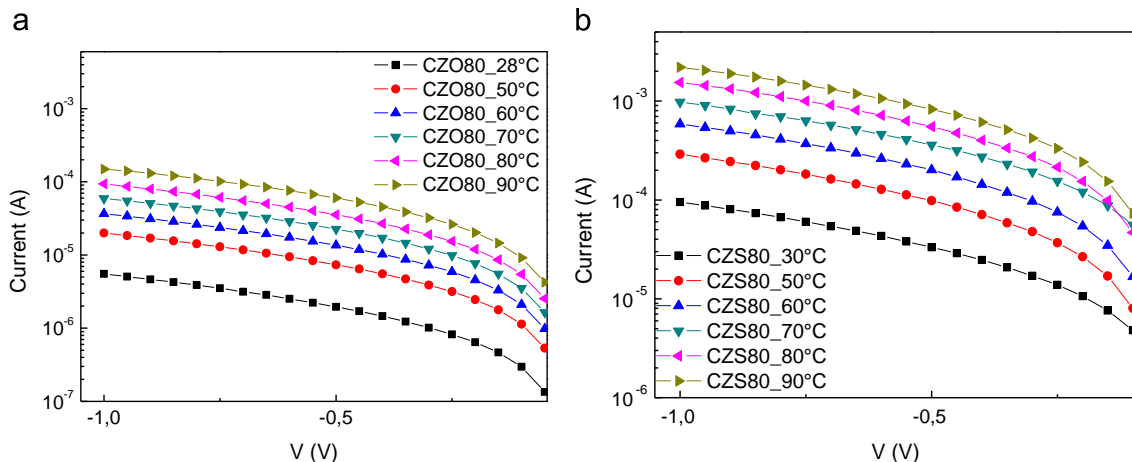 a
CZO80_28°C
CZO80_50°C
CZO80_60°C
CZO80_70°C
CZO80_80°C
CZO80_90°C
10-3
10-4
10-5
10-6
10-7
Current (A)
-1,0
-0,5
V (V)
b
10-3
10-4
10-5
10-6
Current (A)
CZS80_30°C
CZS80_50°C
CZS80_60°C
CZS80_70°C
CZS80_80°C
CZS80_90°C
-1,0
-0,5
V (V)